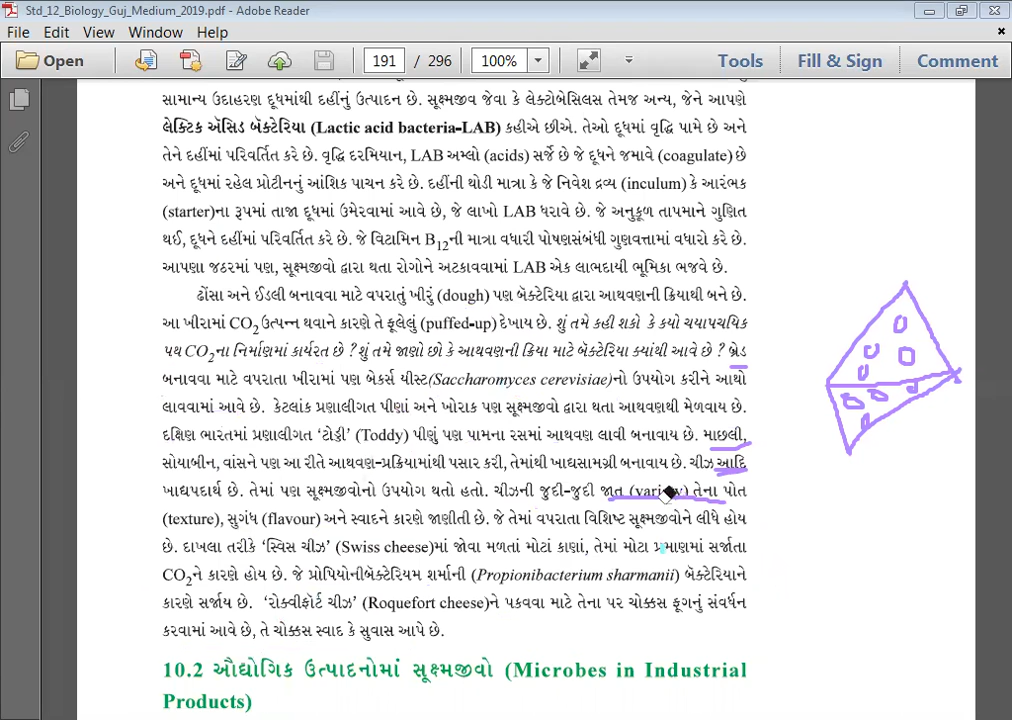 Std_12_Biology_Guj_Medium_2019.pdf - Adobe Reader
File Edit View Window Help
Open 191 / 296 100% Tools Fill & Sign Comment
સામાન્ય ઉદાહરણ દૂધમાંથી દહીંનું ઉત્પાદન છે. સૂક્ષ્મજીવ જેવા કે લેક્ટોબેસિલસ તેમજ અન્ય, જેને આપણે
લેક્ટિક ઍસિડ બૅક્ટેરિયા (Lactic acid bacteria-LAB) કહીએ છીએ. તેઓ દૂધમાં વૃદ્ધિ પામે છે અને
તેને દહીંમાં પરિવર્તિત કરે છે. વૃદ્ધિ દરમિયાન, LAB અમ્લો (acids) સર્જે છે જે દૂધને જમાવે (coagulate) છે
અને દૂધમાં રહેલ પ્રોટીનનું આંશિક પાચન કરે છે. દહીંની થોડી માત્રા કે જે નિવેશ દ્રવ્ય (inculum) કે આરંભક
(starter)ના રૂપમાં તાજા દૂધમાં ઉમેરવામાં આવે છે, જે લાખો LAB ધરાવે છે. જે અનુકૂળ તાપમાને ગુણિત
થઈ, દૂધને દહીંમાં પરિવર્તિત કરે છે. જે વિટામિન B12ની માત્રા વધારી પોષણસંબંધી ગુણવત્તામાં વધારો કરે છે.
આપણા જઠરમાં પણ, સૂક્ષ્મજીવો દ્વારા થતા રોગોને અટકાવવામાં LAB એક લાભદાયી ભૂમિકા ભજવે છે.
ઢોંસા અને ઈડલી બનાવવા માટે વપરાતું ખીરું (dough) પણ બૅક્ટેરિયા દ્વારા આથવણની ક્રિયાથી બને છે.
આ ખીરામાં CO2 ઉત્પન્ન થવાને કારણે તે ફૂલેલું (puffed-up) દેખાય છે. શું તમે કહી શકો કે કયો ચયાપચયિક
પથ CO2ના નિર્માણમાં કાર્યરત છે ? શું તમે જાણો છો કે આથવણની ક્રિયા માટે બૅક્ટેરિયા ક્યાંથી આવે છે ? બ્રેડ
બનાવવા માટે વપરાતા ખીરામાં પણ બેકર્સ યીસ્ટ(Saccharomyces cerevisiae)નો ઉપયોગ કરીને આથો
લાવવામાં આવે છે. કેટલાંક પ્રણાલીગત પીણાં અને ખોરાક પણ સૂક્ષ્મજીવો દ્વારા થતા આથવણથી મેળવાય છે.
દક્ષિણ ભારતમાં પ્રણાલીગત ‘ટોડ્ડી’ (Toddy) પીણું પણ પામના રસમાં આથવણ લાવી બનાવાય છે. માછલી,
સોયાબીન, વાંસને પણ આ રીતે આથવણ-પ્રક્રિયામાંથી પસાર કરી, તેમાંથી ખાદ્યસામગ્રી બનાવાય છે. ચીઝ આદિ
ખાદ્યપદાર્થ છે. તેમાં પણ સૂક્ષ્મજીવોનો ઉપયોગ થતો હતો. ચીઝની જુદી-જુદી જાત તેના પોત
(texture), સુગંધ (flavour) અને સ્વાદને કારણે જાણીતી છે. જે તેમાં વપરાતા વિશિષ્ટ સૂક્ષ્મજીવોને લીધે હોય
છે. દાખલા તરીકે ‘સ્વિસ ચીઝ’ (Swiss cheese)માં જોવા મળતાં મોટાં કાણાં, તેમાં મોટા પ્રમાણમાં સર્જાતા
CO2ને કારણે હોય છે. જે પ્રોપિયોનીબૅક્ટેરિયમ શર્માની (Propionibacterium sharmanii) બૅક્ટેરિયાને
કારણે સર્જાય છે. ‘રોક્વીફૉર્ટ ચીઝ’ (Roquefort cheese)ને પકવવા માટે તેના પર ચોક્કસ ફૂગનું સંવર્ધન
કરવામાં આવે છે, તે ચોક્કસ સ્વાદ કે સુવાસ આપે છે.
10.2 ઔદ્યોગિક ઉત્પાદનોમાં સૂક્ષ્મજીવો (Microbes in Industrial
Products)